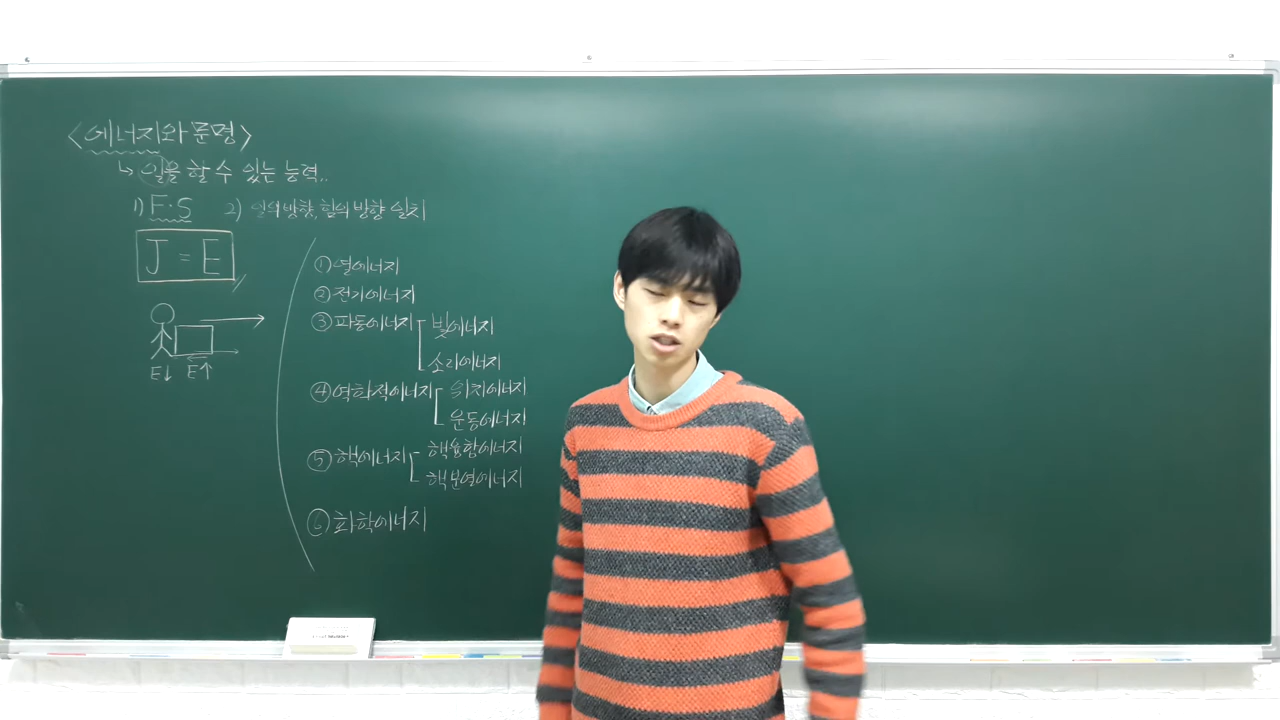 <에너지와 문명>
↳ 일을 할 수 있는 능력..
1) F·S 2) 일의 방향, 힘의 방향 일치
J = E
E↓ E↑
① 열에너지
② 전기에너지
③ 파동에너지 빛에너지
소리에너지
④ 역학적에너지 위치에너지
운동에너지
⑤ 핵에너지 핵융합에너지
핵분열에너지
⑥ 화학에너지